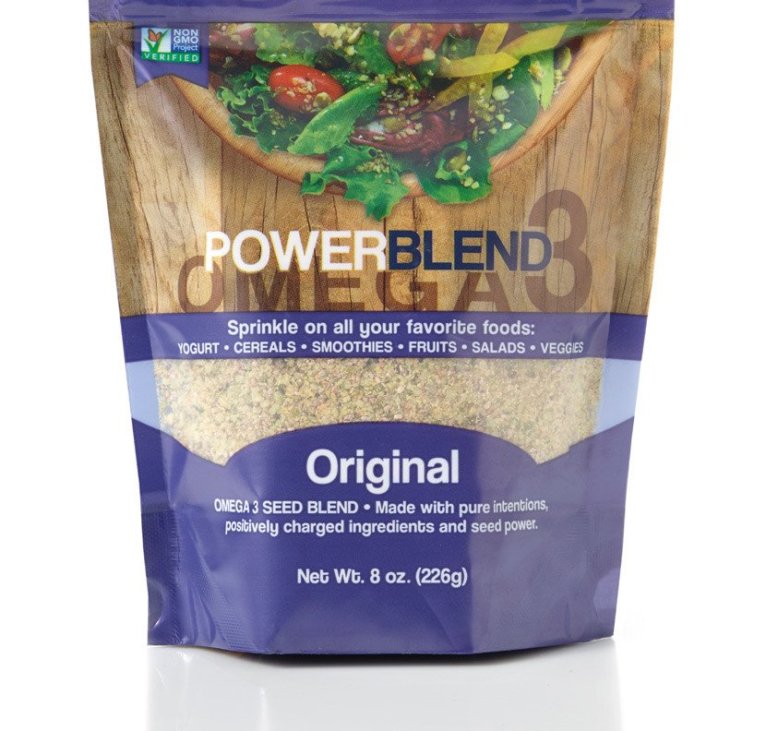 NON
GMO
Project
VERIFIED
POWERBLEND
OMEGA 3
Sprinkle on all your favorite foods:
YOGURT • CEREALS • SMOOTHIES • FRUITS • SALADS • VEGGIES
Original
OMEGA 3 SEED BLEND • Made with pure intentions,
positively charged ingredients and seed power.
Net Wt. 8 oz. (226g)